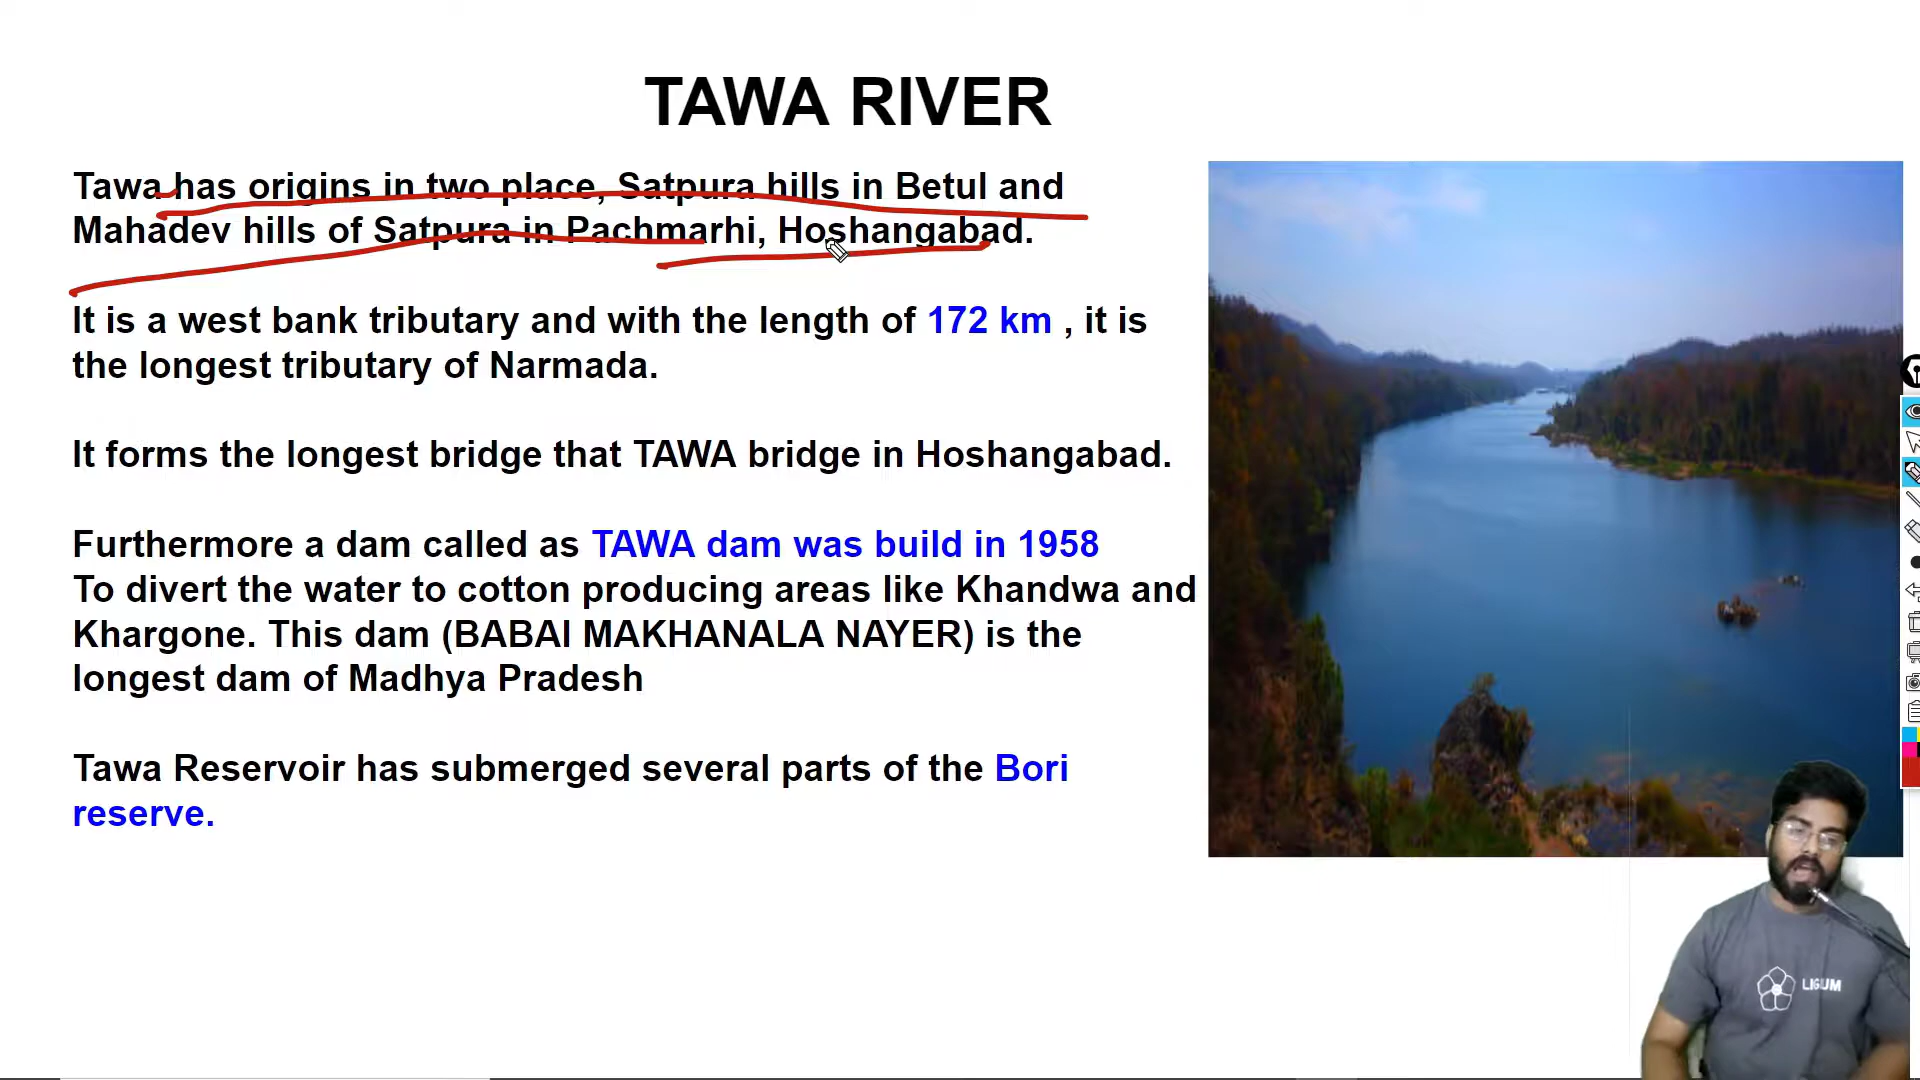 TAWA RIVER
Tawa has origins in two place, Satpura hills in Betul and
Mahadev hills of Satpura in Pachmarhi, Hoshangabad.
It is a west bank tributary and with the length of 172 km , it is
the longest tributary of Narmada.
It forms the longest bridge that TAWA bridge in Hoshangabad.
Furthermore a dam called as TAWA dam was build in 1958
To divert the water to cotton producing areas like Khandwa and
Khargone. This dam (BABAI MAKHANALA NAYER) is the
longest dam of Madhya Pradesh
Tawa Reservoir has submerged several parts of the Bori
reserve.
LIGIUM